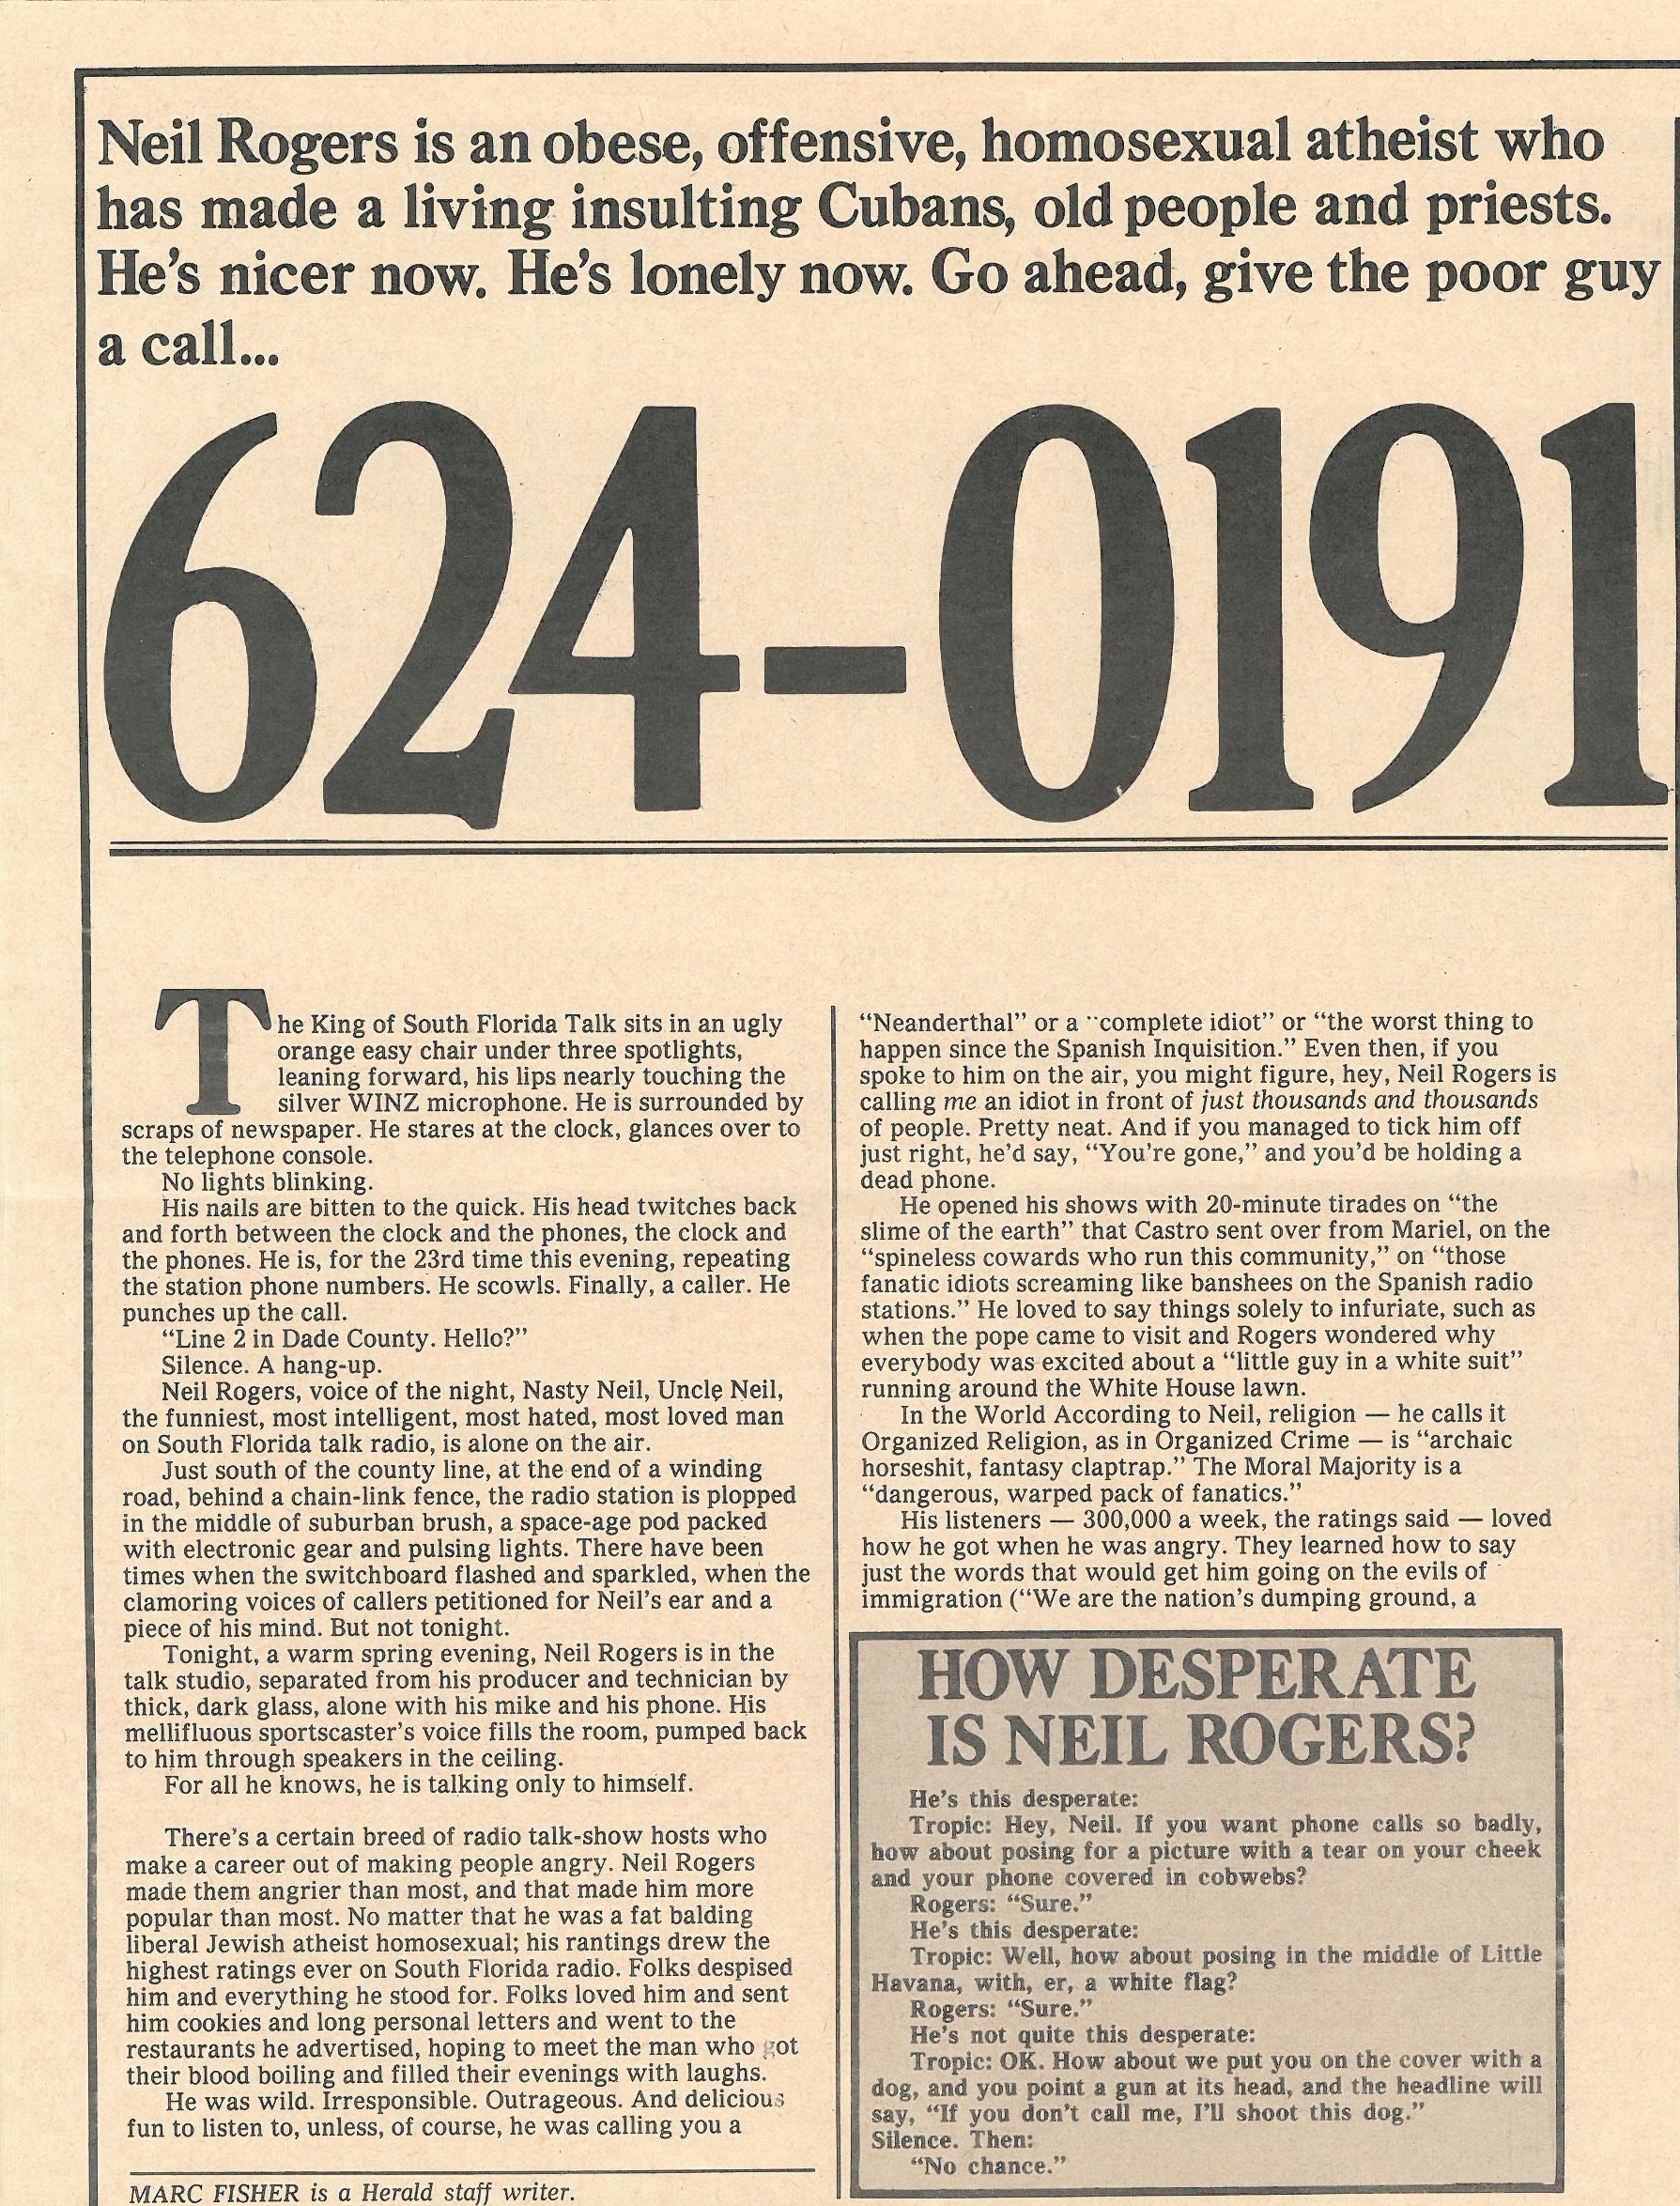 Neil Rogers is an obese, offensive, homosexual atheist who
has made a living insulting Cubans, old people and priests.
He's nicer now. He's lonely now. Go ahead, give the poor guy
a call...
624-0191
The King of South Florida Talk sits in an ugly
orange easy chair under three spotlights,
leaning forward, his lips nearly touching the
silver WINZ microphone. He is surrounded by
scraps of newspaper. He stares at the clock, glances over to
the telephone console.
No lights blinking.
His nails are bitten to the quick. His head twitches back
and forth between the clock and the phones, the clock and
the phones. He is, for the 23rd time this evening, repeating
the station phone numbers. He scowls. Finally, a caller. He
punches up the call.
“Line 2 in Dade County. Hello?”
Silence. A hang-up.
Neil Rogers, voice of the night, Nasty Neil, Uncle Neil,
the funniest, most intelligent, most hated, most loved man
on South Florida talk radio, is alone on the air.
Just south of the county line, at the end of a winding
road, behind a chain-link fence, the radio station is plopped
in the middle of suburban brush, a space-age pod packed
with electronic gear and pulsing lights. There have been
times when the switchboard flashed and sparkled, when the
clamoring voices of callers petitioned for Neil's ear and a
piece of his mind. But not tonight.
Tonight, a warm spring evening, Neil Rogers is in the
talk studio, separated from his producer and technician by
thick, dark glass, alone with his mike and his phone. His
mellifluous sportscaster's voice fills the room, pumped back
to him through speakers in the ceiling.
For all he knows, he is talking only to himself.
There's a certain breed of radio talk-show hosts who
make a career out of making people angry. Neil Rogers
made them angrier than most, and that made him more
popular than most. No matter that he was a fat balding
liberal Jewish atheist homosexual; his rantings drew the
highest ratings ever on South Florida radio. Folks despised
him and everything he stood for. Folks loved him and sent
him cookies and long personal letters and went to the
restaurants he advertised, hoping to meet the man who got
their blood boiling and filled their evenings with laughs.
He was wild. Irresponsible. Outrageous. And delicious
fun to listen to, unless, of course, he was calling you a
MARC FISHER is a Herald staff writer.
“Neanderthal” or a “complete idiot” or “the worst thing to
happen since the Spanish Inquisition.” Even then, if you
spoke to him on the air, you might figure, hey, Neil Rogers is
calling me an idiot in front of just thousands and thousands
of people. Pretty neat. And if you managed to tick him off
just right, he'd say, “You're gone,” and you'd be holding a
dead phone.
He opened his shows with 20-minute tirades on “the
slime of the earth” that Castro sent over from Mariel, on the
“spineless cowards who run this community,” on “those
fanatic idiots screaming like banshees on the Spanish radio
stations.” He loved to say things solely to infuriate, such as
when the pope came to visit and Rogers wondered why
everybody was excited about a “little guy in a white suit”
running around the White House lawn.
In the World According to Neil, religion — he calls it
Organized Religion, as in Organized Crime — is “archaic
horseshit, fantasy claptrap.” The Moral Majority is a
“dangerous, warped pack of fanatics.”
His listeners — 300,000 a week, the ratings said — loved
how he got when he was angry. They learned how to say
just the words that would get him going on the evils of
immigration (“We are the nation's dumping ground, a
HOW DESPERATE
IS NEIL ROGERS?
He's this desperate:
Tropic: Hey, Neil. If you want phone calls so badly,
how about posing for a picture with a tear on your cheek
and your phone covered in cobwebs?
Rogers: “Sure.”
He's this desperate:
Tropic: Well, how about posing in the middle of Little
Havana, with, er, a white flag?
Rogers: “Sure.”
He's not quite this desperate:
Tropic: OK. How about we put you on the cover with a
dog, and you point a gun at its head, and the headline will
say, “If you don't call me, I'll shoot this dog.”
Silence. Then:
“No chance.”